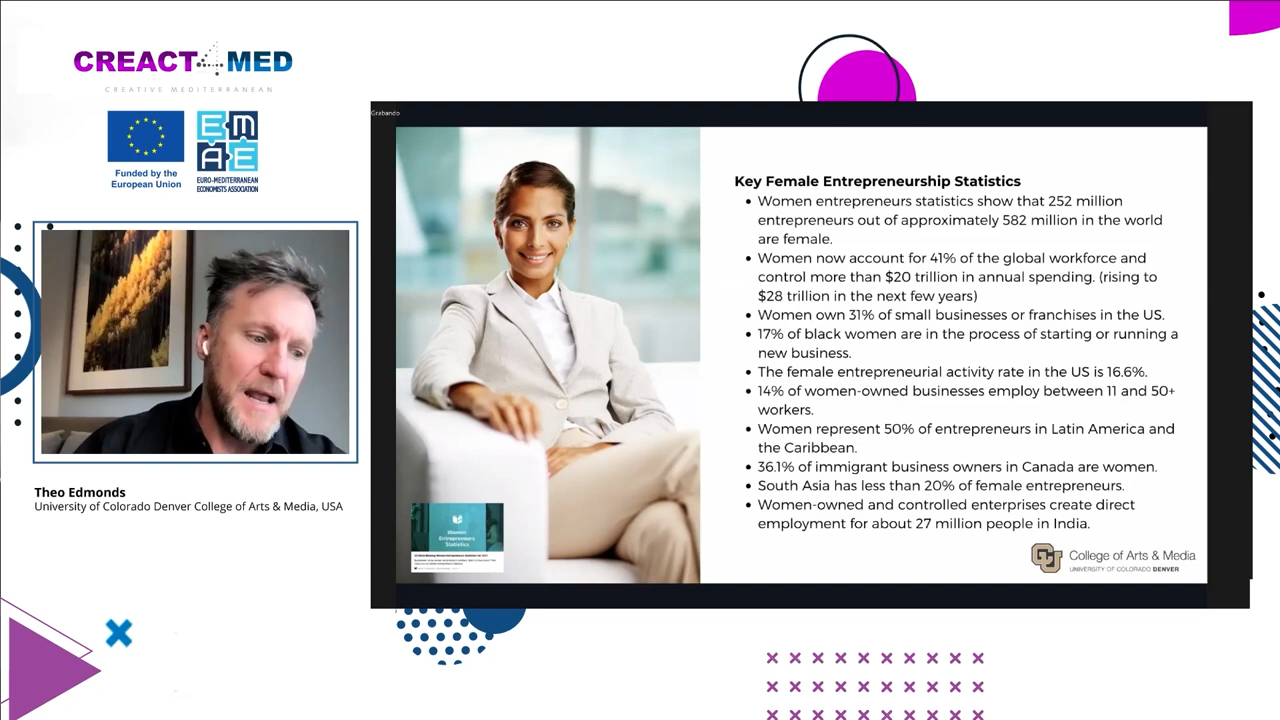 CREACT4MED
CREATIVE MEDITERRANEAN
Funded by the
European Union
EMAE
EURO-MEDITERRANEAN
ECONOMISTS ASSOCIATION
Grabando
Theo Edmonds
University of Colorado Denver College of Arts & Media, USA
Key Female Entrepreneurship Statistics
• Women entrepreneurs statistics show that 252 million
entrepreneurs out of approximately 582 million in the world
are female.
• Women now account for 41% of the global workforce and
control more than $20 trillion in annual spending. (rising to
$28 trillion in the next few years)
• Women own 31% of small businesses or franchises in the US.
• 17% of black women are in the process of starting or running a
new business.
• The female entrepreneurial activity rate in the US is 16.6%.
• 14% of women-owned businesses employ between 11 and 50+
workers.
• Women represent 50% of entrepreneurs in Latin America and
the Caribbean.
• 36.1% of immigrant business owners in Canada are women.
• South Asia has less than 20% of female entrepreneurs.
• Women-owned and controlled enterprises create direct
employment for about 27 million people in India.
Women
Entrepreneurs
Statistics
CU
College of Arts & Media
UNIVERSITY OF COLORADO DENVER